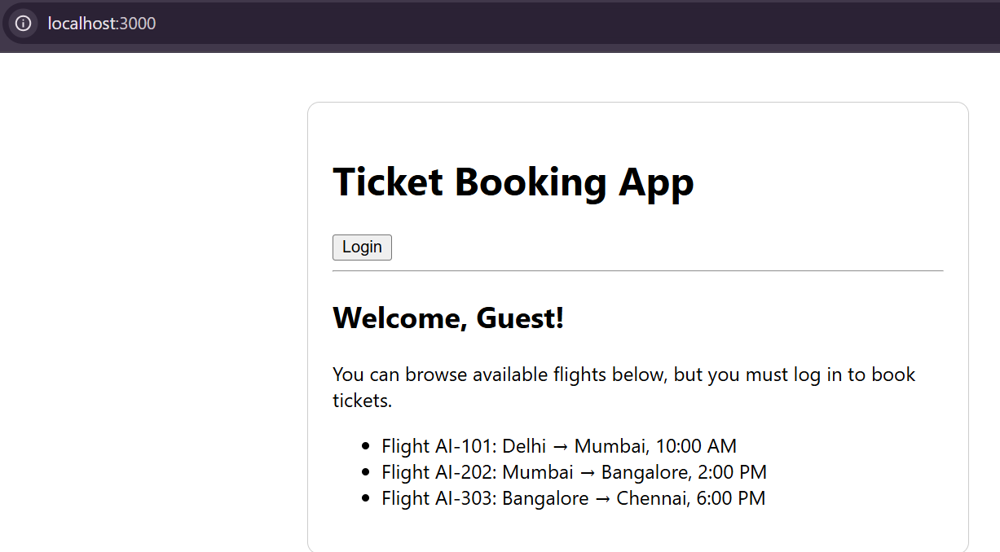 localhost:3000
Ticket Booking App
Login
Welcome, Guest!
You can browse available flights below, but you must log in to book
tickets.
• Flight AI-101: Delhi → Mumbai, 10:00 AM
• Flight AI-202: Mumbai → Bangalore, 2:00 PM
• Flight AI-303: Bangalore → Chennai, 6:00 PM